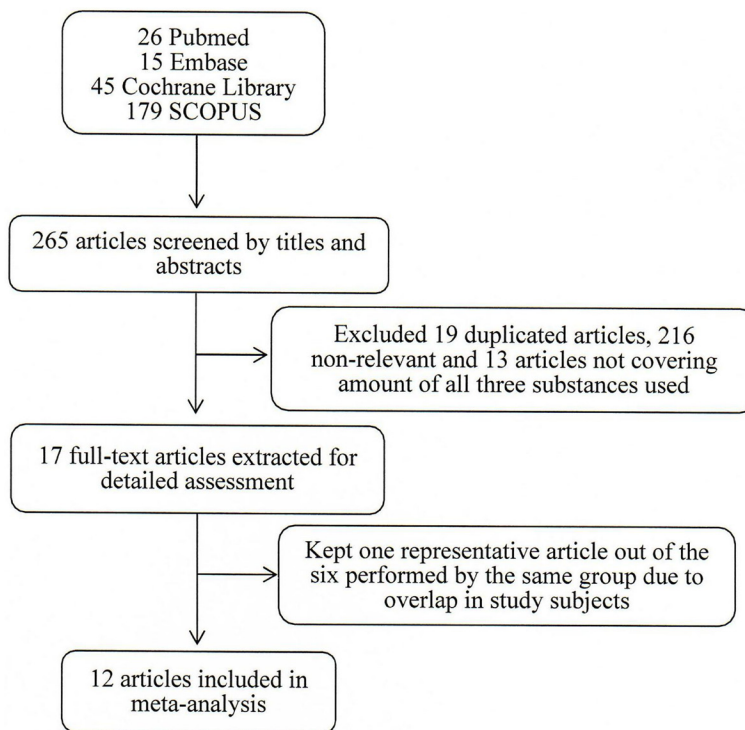 26 Pubmed
15 Embase
45 Cochrane Library
179 SCOPUS
265 articles screened by titles and
abstracts
Excluded 19 duplicated articles, 216
non-relevant and 13 articles not covering
amount of all three substances used
17 full-text articles extracted for
detailed assessment
Kept one representative article out of the
six performed by the same group due to
overlap in study subjects
12 articles included in
meta-analysis